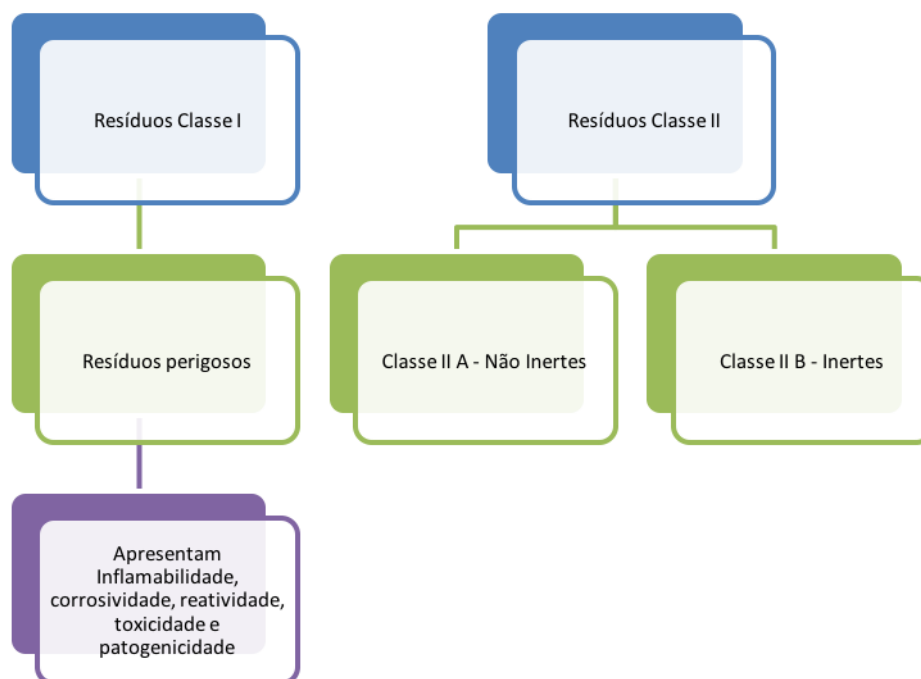 Resíduos Classe I
Resíduos Classe II
Resíduos perigosos
Classe II A - Não Inertes
Classe II B - Inertes
Apresentam
Inflamabilidade,
corrosividade, reatividade,
toxicidade e
patogenicidade